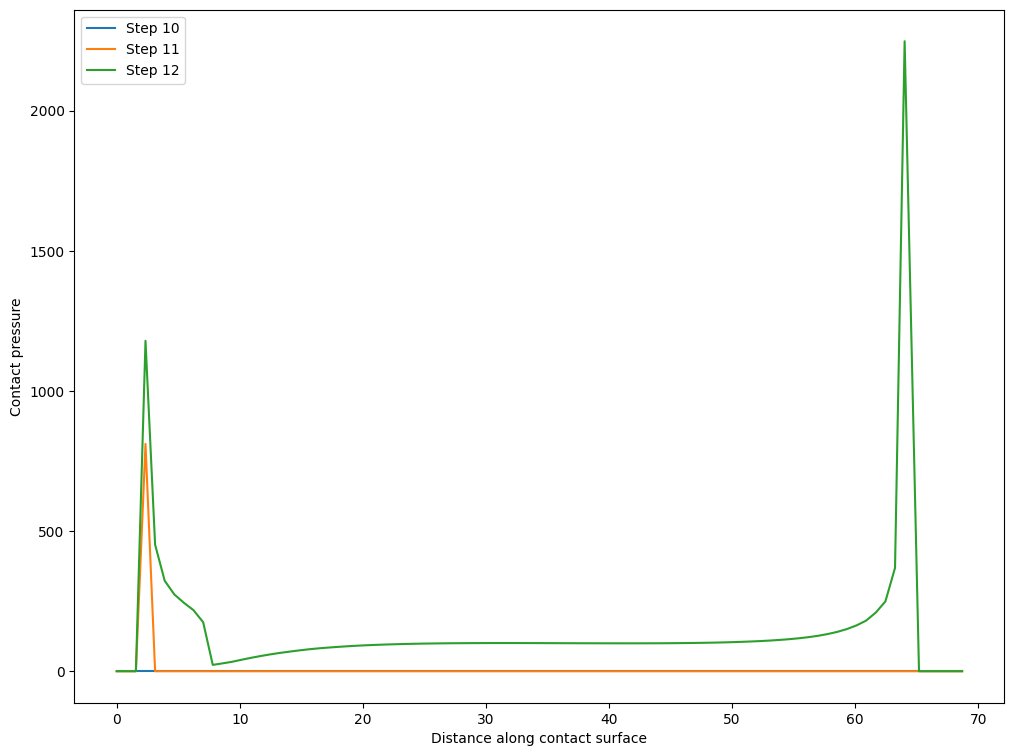 Step 10
Step 11
Step 12
2000
1500
1000
500
0
Contact pressure
0 10 20 30 40 50 60 70
Distance along contact surface